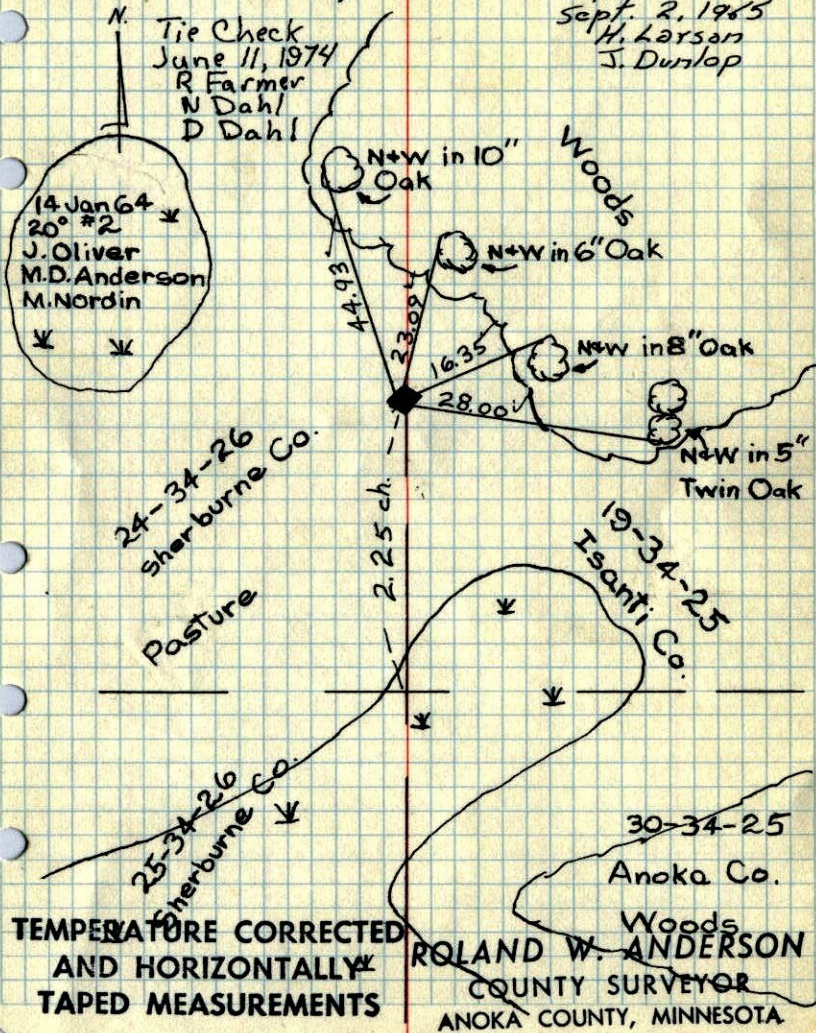 N.
Tie Check
June 11, 1974
R Farmer
N Dahl
D Dahl
Sept. 2, 1965
H. Larson
J. Dunlop
14 Jan 64
20° #2
J. Oliver
M.D. Anderson
M. Nordin
N+W in 10"
Oak
Woods
N+W in 6" Oak
44.93
23.09
16.35
N+W in 8" Oak
28.00
N+W in 5"
Twin Oak
24-34-26
Sherburne Co.
2.25 ch.
19-34-25
Isanti Co.
Pasture
25-34-26
Sherburne Co.
30-34-25
Anoka Co.
Woods
TEMPERATURE CORRECTED
AND HORIZONTALLY
TAPED MEASUREMENTS
ROLAND W. ANDERSON
COUNTY SURVEYOR
ANOKA COUNTY, MINNESOTA